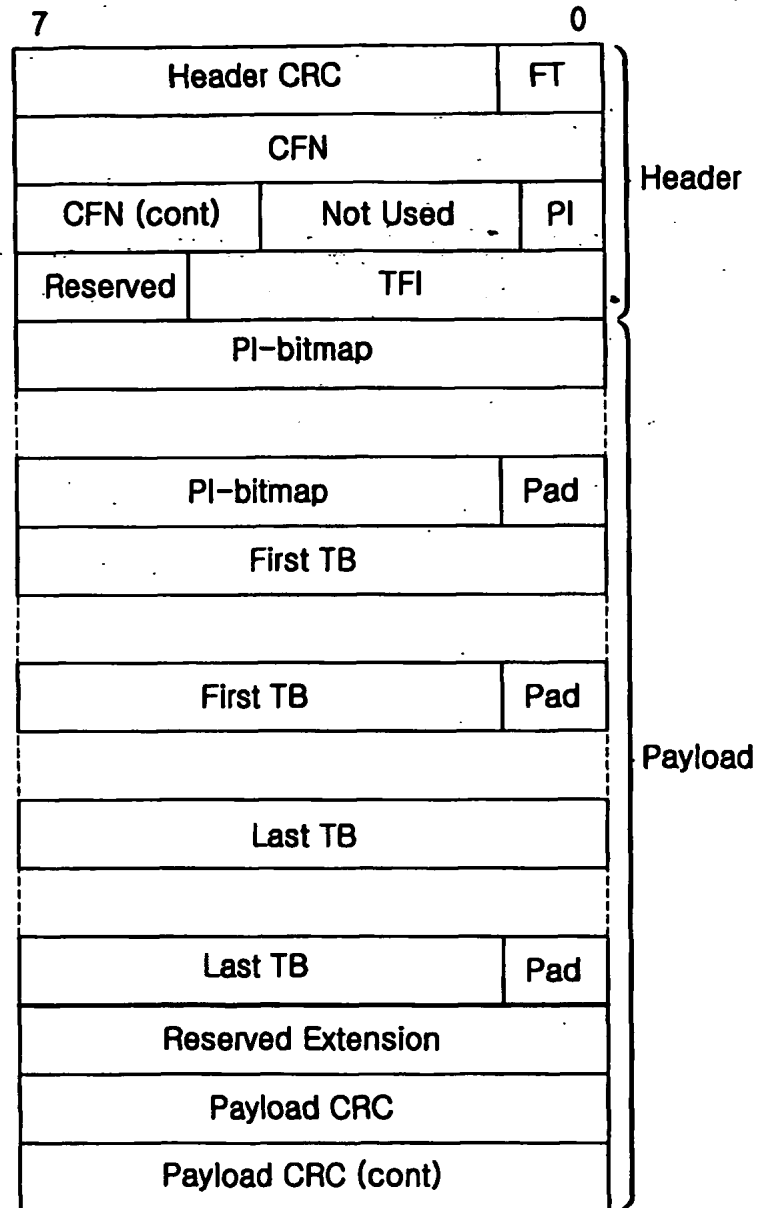 7 0
Header CRC FT
CFN
Header
CFN (cont) Not Used PI
Reserved TFI
PI-bitmap
PI-bitmap Pad
First TB
First TB Pad
Payload
Last TB
Last TB Pad
Reserved Extension
Payload CRC
Payload CRC (cont)